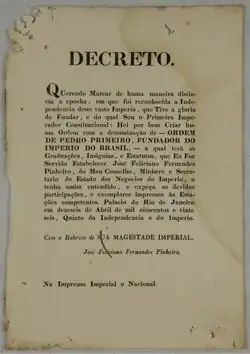 DECRETO.
Querendo Marcar de huma maneira distin-
cta a epocha, em que foi reconhecida a Inde-
pendencia deste vasto Imperio, que Tive a gloria
de Fundar, e do qual Sou o Primeiro Impe-
rador Constitucional: Hei por bem Criar hu-
ma Ordem com a denominação de — ORDEM
DE PEDRO PRIMEIRO, FUNDADOR DO
IMPERIO DO BRASIL, — a qual terá as
Graduações, Insignias, e Estatutos, que Eu For
Servido Estabelecer. José Feliciano Fernandes
Pinheiro, do Meu Conselho, Ministro e Secre-
tario de Estado dos Negocios do Imperio, o
tenha assim entendido, e expeça as devidas
participações, e exemplares impressos ás Esta-
ções competentes. Palacio do Rio de Janeiro
em dezeseis de Abril de mil oitocentos e vinte
seis, Quinto da Independencia e do Imperio.
Com a Rubrica de SUA MAGESTADE IMPERIAL.
José Feliciano Fernandes Pinheiro.
Na Imprensa Imperial e Nacional